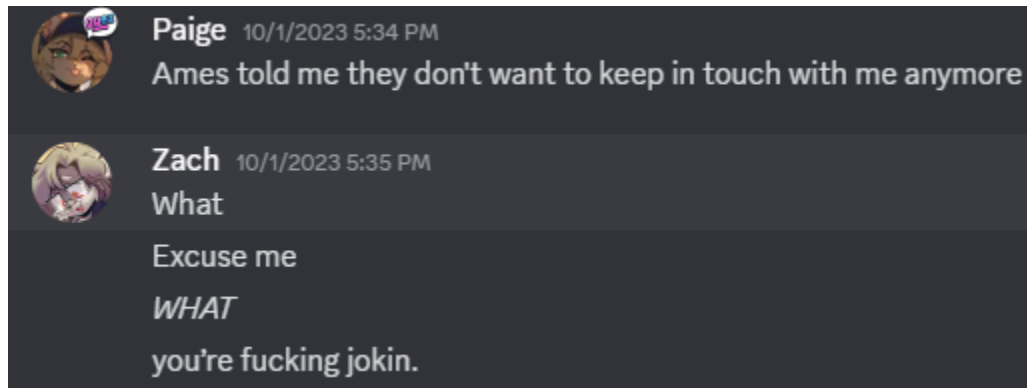 Paige 10/1/2023 5:34 PM
Ames told me they don't want to keep in touch with me anymore
Zach 10/1/2023 5:35 PM
What
Excuse me
WHAT
you're fucking jokin.